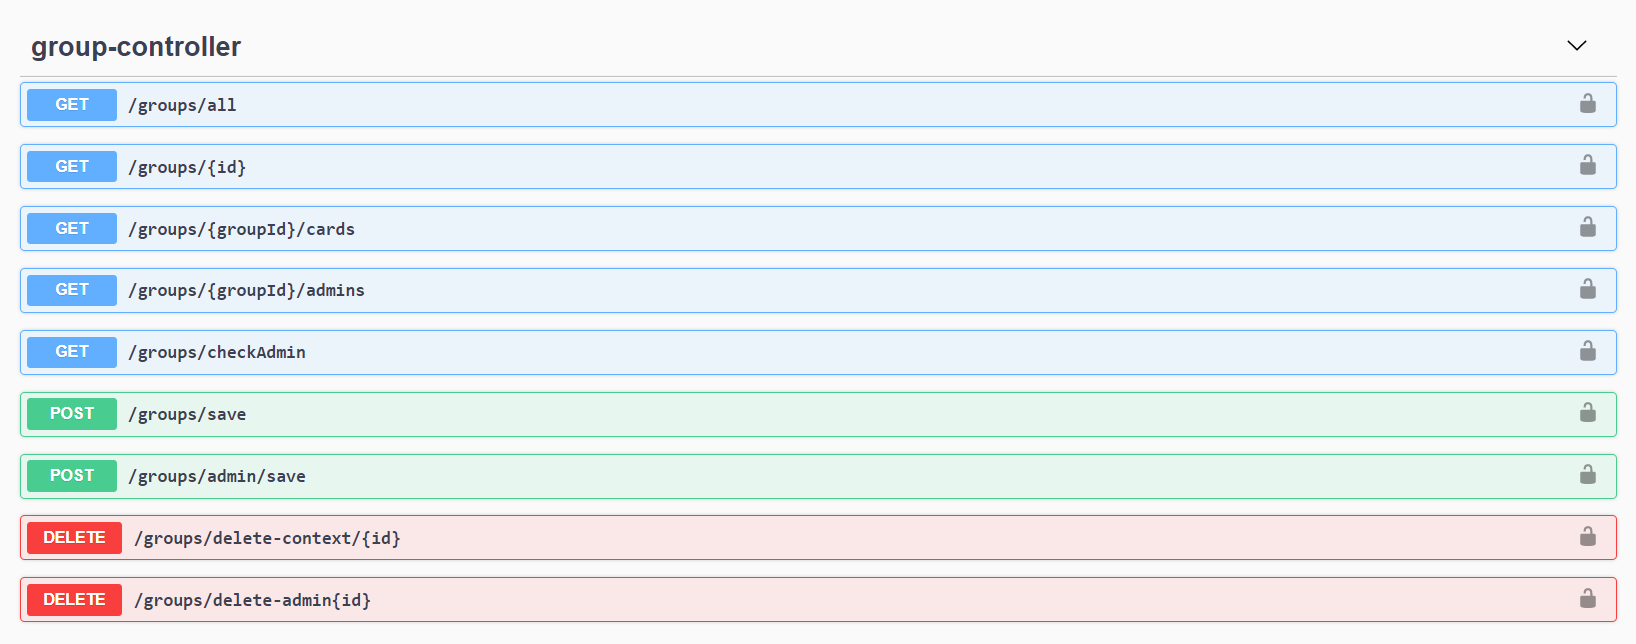 group-controller
GET /groups/all
GET /groups/{id}
GET /groups/{groupId}/cards
GET /groups/{groupId}/admins
GET /groups/checkAdmin
POST /groups/save
POST /groups/admin/save
DELETE /groups/delete-context/{id}
DELETE /groups/delete-admin{id}